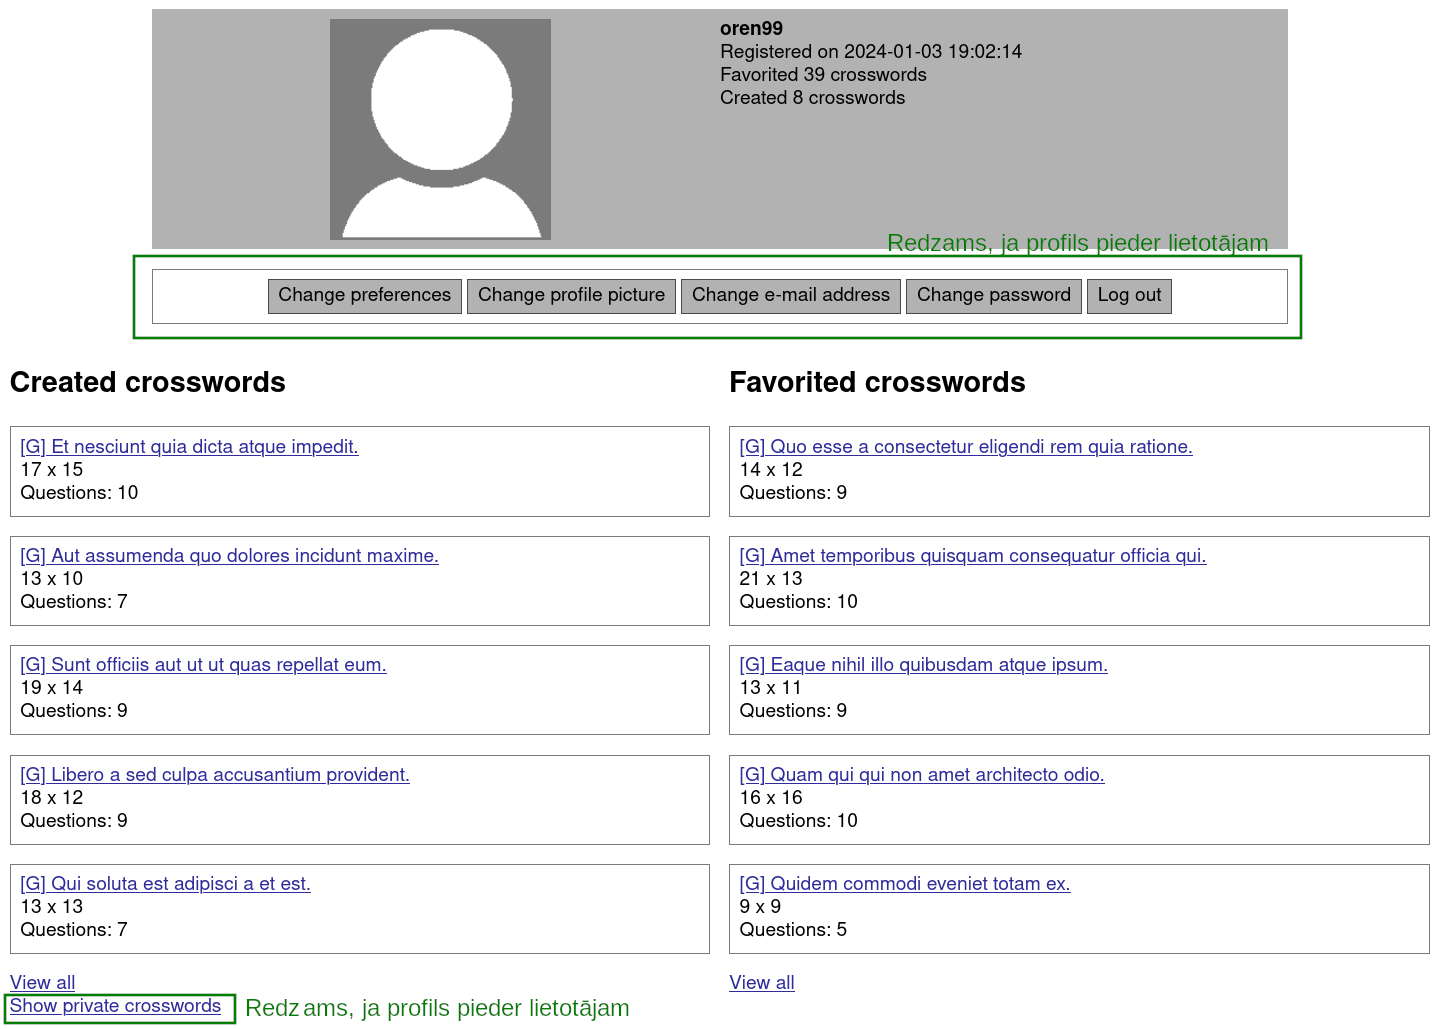 oren99
Registered on 2024-01-03 19:02:14
Favorited 39 crosswords
Created 8 crosswords
Redzams, ja profils pieder lietotājam
Change preferences Change profile picture Change e-mail address Change password Log out
Created crosswords
[G] Et nesciunt quia dicta atque impedit.
17 x 15
Questions: 10
[G] Aut assumenda quo dolores incidunt maxime.
13 x 10
Questions: 7
[G] Sunt officiis aut ut ut quas repellat eum.
19 x 14
Questions: 9
[G] Libero a sed culpa accusantium provident.
18 x 12
Questions: 9
[G] Qui soluta est adipisci a et est.
13 x 13
Questions: 7
View all
Show private crosswords
Redzams, ja profils pieder lietotājam
Favorited crosswords
[G] Quo esse a consectetur eligendi rem quia ratione.
14 x 12
Questions: 9
[G] Amet temporibus quisquam consequatur officia qui.
21 x 13
Questions: 10
[G] Eaque nihil illo quibusdam atque ipsum.
13 x 11
Questions: 9
[G] Quam qui qui non amet architecto odio.
16 x 16
Questions: 10
[G] Quidem commodi eveniet totam ex.
9 x 9
Questions: 5
View all